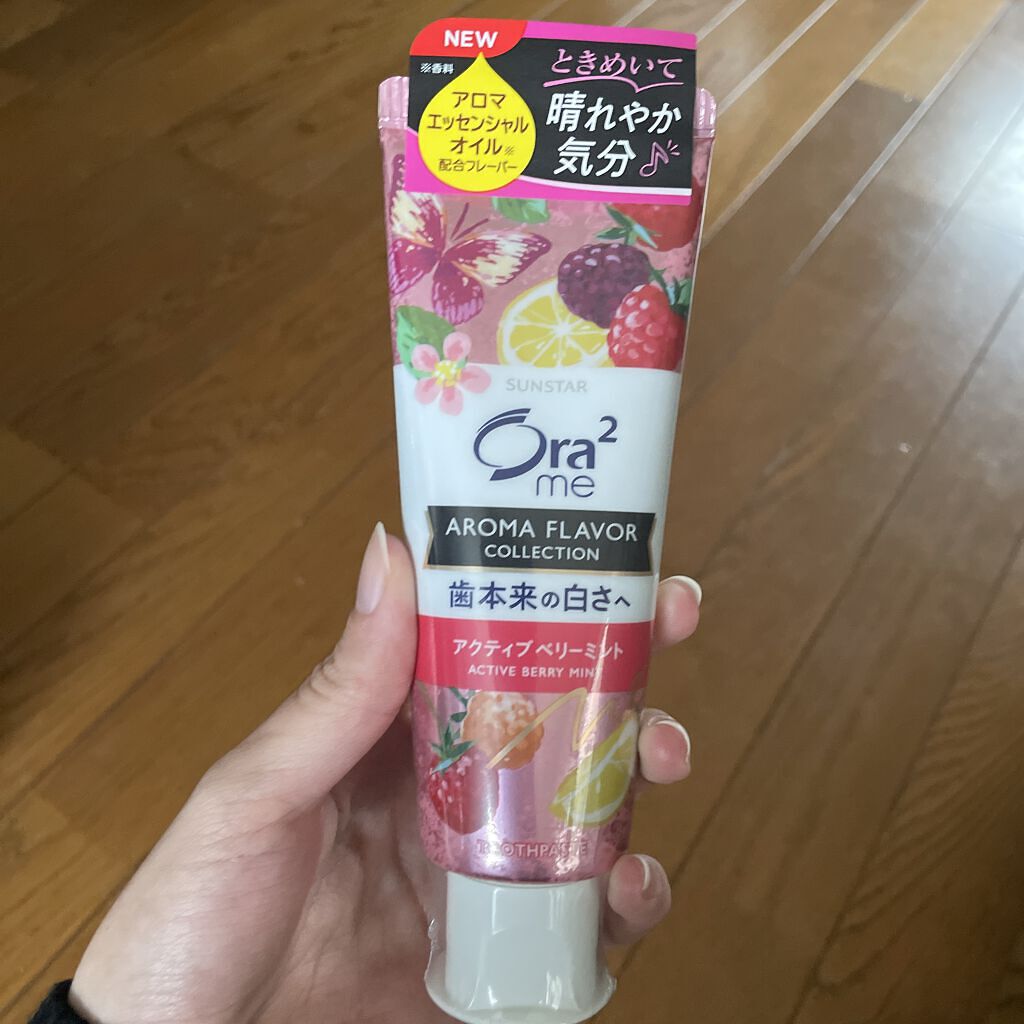 NEW
※香料
アロマ
エッセンシャル
オイル※
配合フレーバー
ときめいて
晴れやか
気分
SUNSTAR
Ora2
me
AROMA FLAVOR
COLLECTION
歯本来の白さへ
アクティブベリーミント
ACTIVE BERRY MINT
TOOTHPASTE